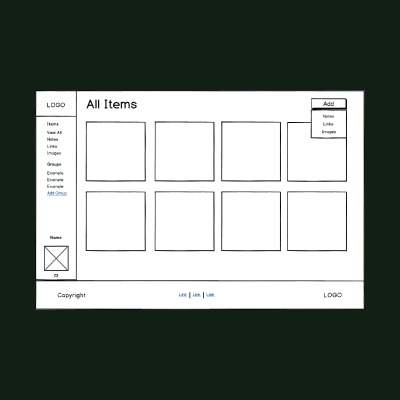 LOGO
All Items
Add
Notes
Links
Images
Items
View All
Notes
Links
Images
Groups
Example
Example
Example
Add Group
Name
Copyright
Link | Link | Link
LOGO